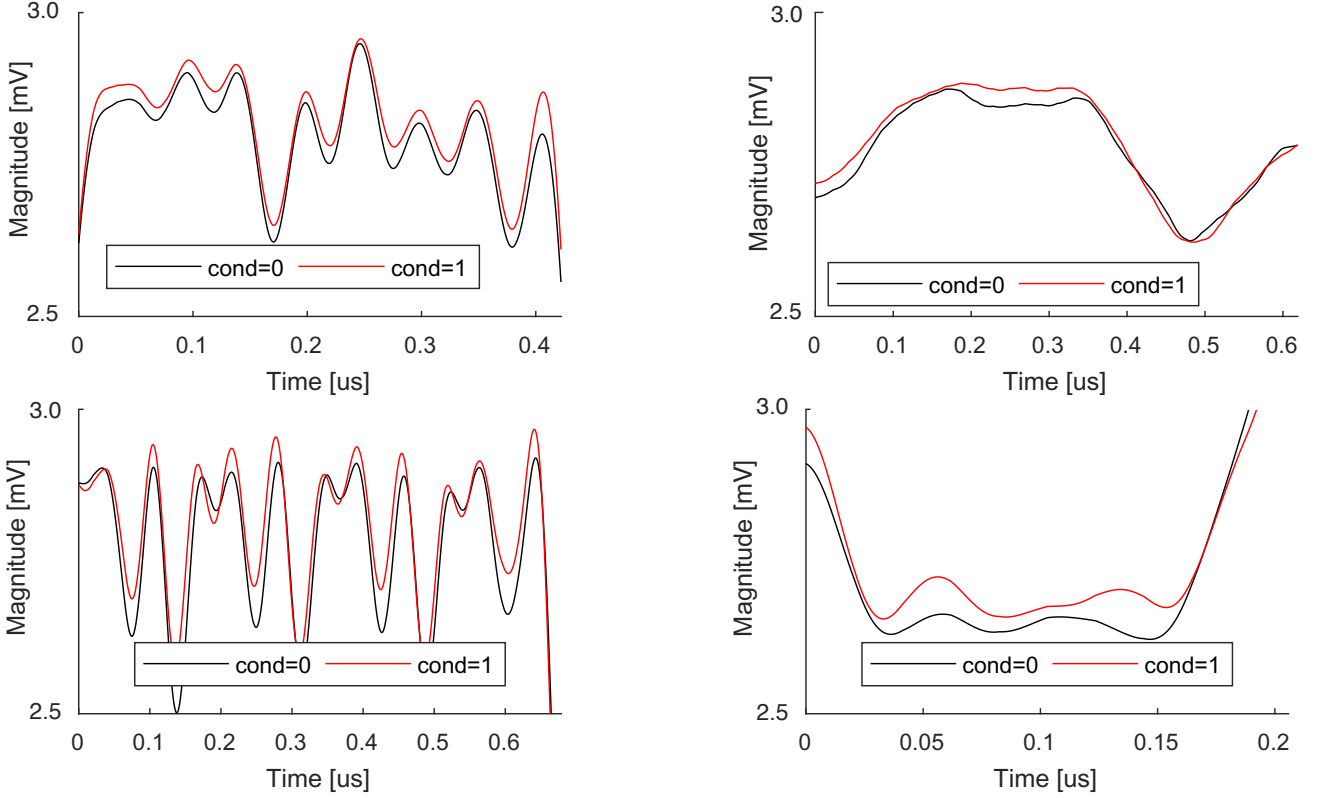 3.0
Magnitude [mV]
cond=0 cond=1
2.5
0 0.1 0.2 0.3 0.4
Time [us]
3.0
Magnitude [mV]
cond=0 cond=1
2.5
0 0.1 0.2 0.3 0.4 0.5 0.6
Time [us]
3.0
Magnitude [mV]
cond=0 cond=1
2.5
0 0.1 0.2 0.3 0.4 0.5 0.6
Time [us]
3.0
Magnitude [mV]
cond=0 cond=1
2.5
0 0.05 0.1 0.15 0.2
Time [us]